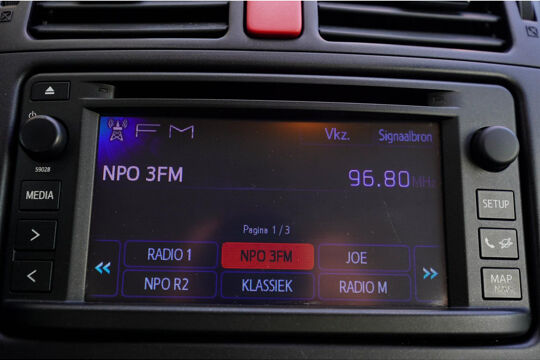 FM
Vkz.
Signaalbron
NPO 3FM
96.80 MHz
Pagina 1 / 3
RADIO 1
NPO 3FM
JOE
NPO R2
KLASSIEK
RADIO M
59028
MEDIA
SETUP
MAP
NAV